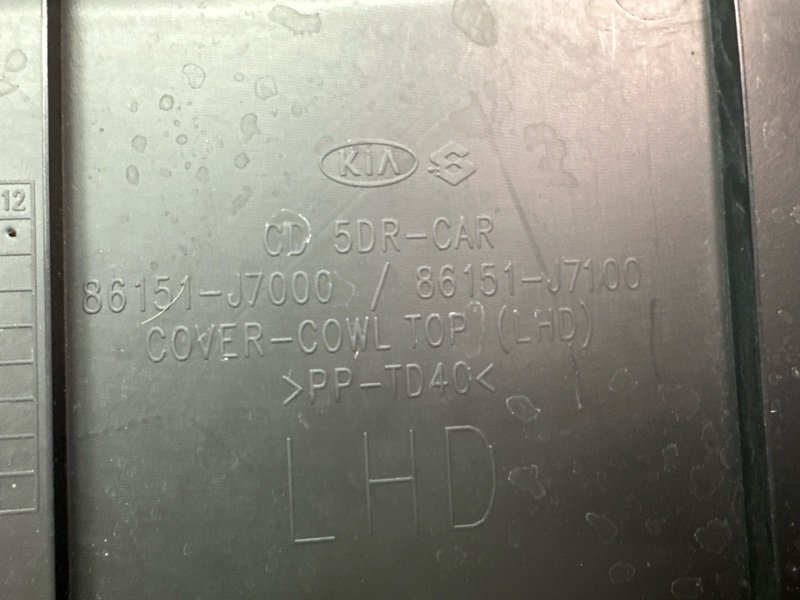 12
KIA
CD 5DR-CAR
86151-J7000 / 86151-J7100
COVER-COWL TOP (LHD)
>PP-TD40<
LHD